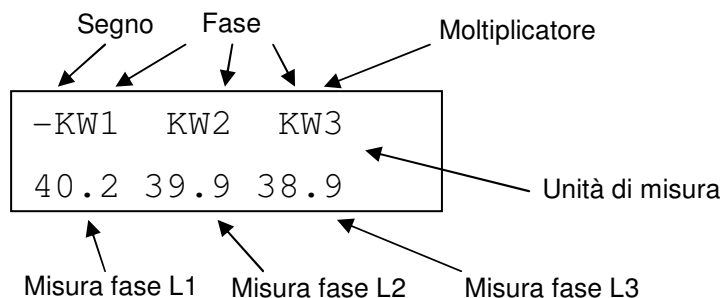 Segno Fase Moltiplicatore
−KW1 KW2 KW3
40.2 39.9 38.9
Unità di misura
Misura fase L1 Misura fase L2 Misura fase L3